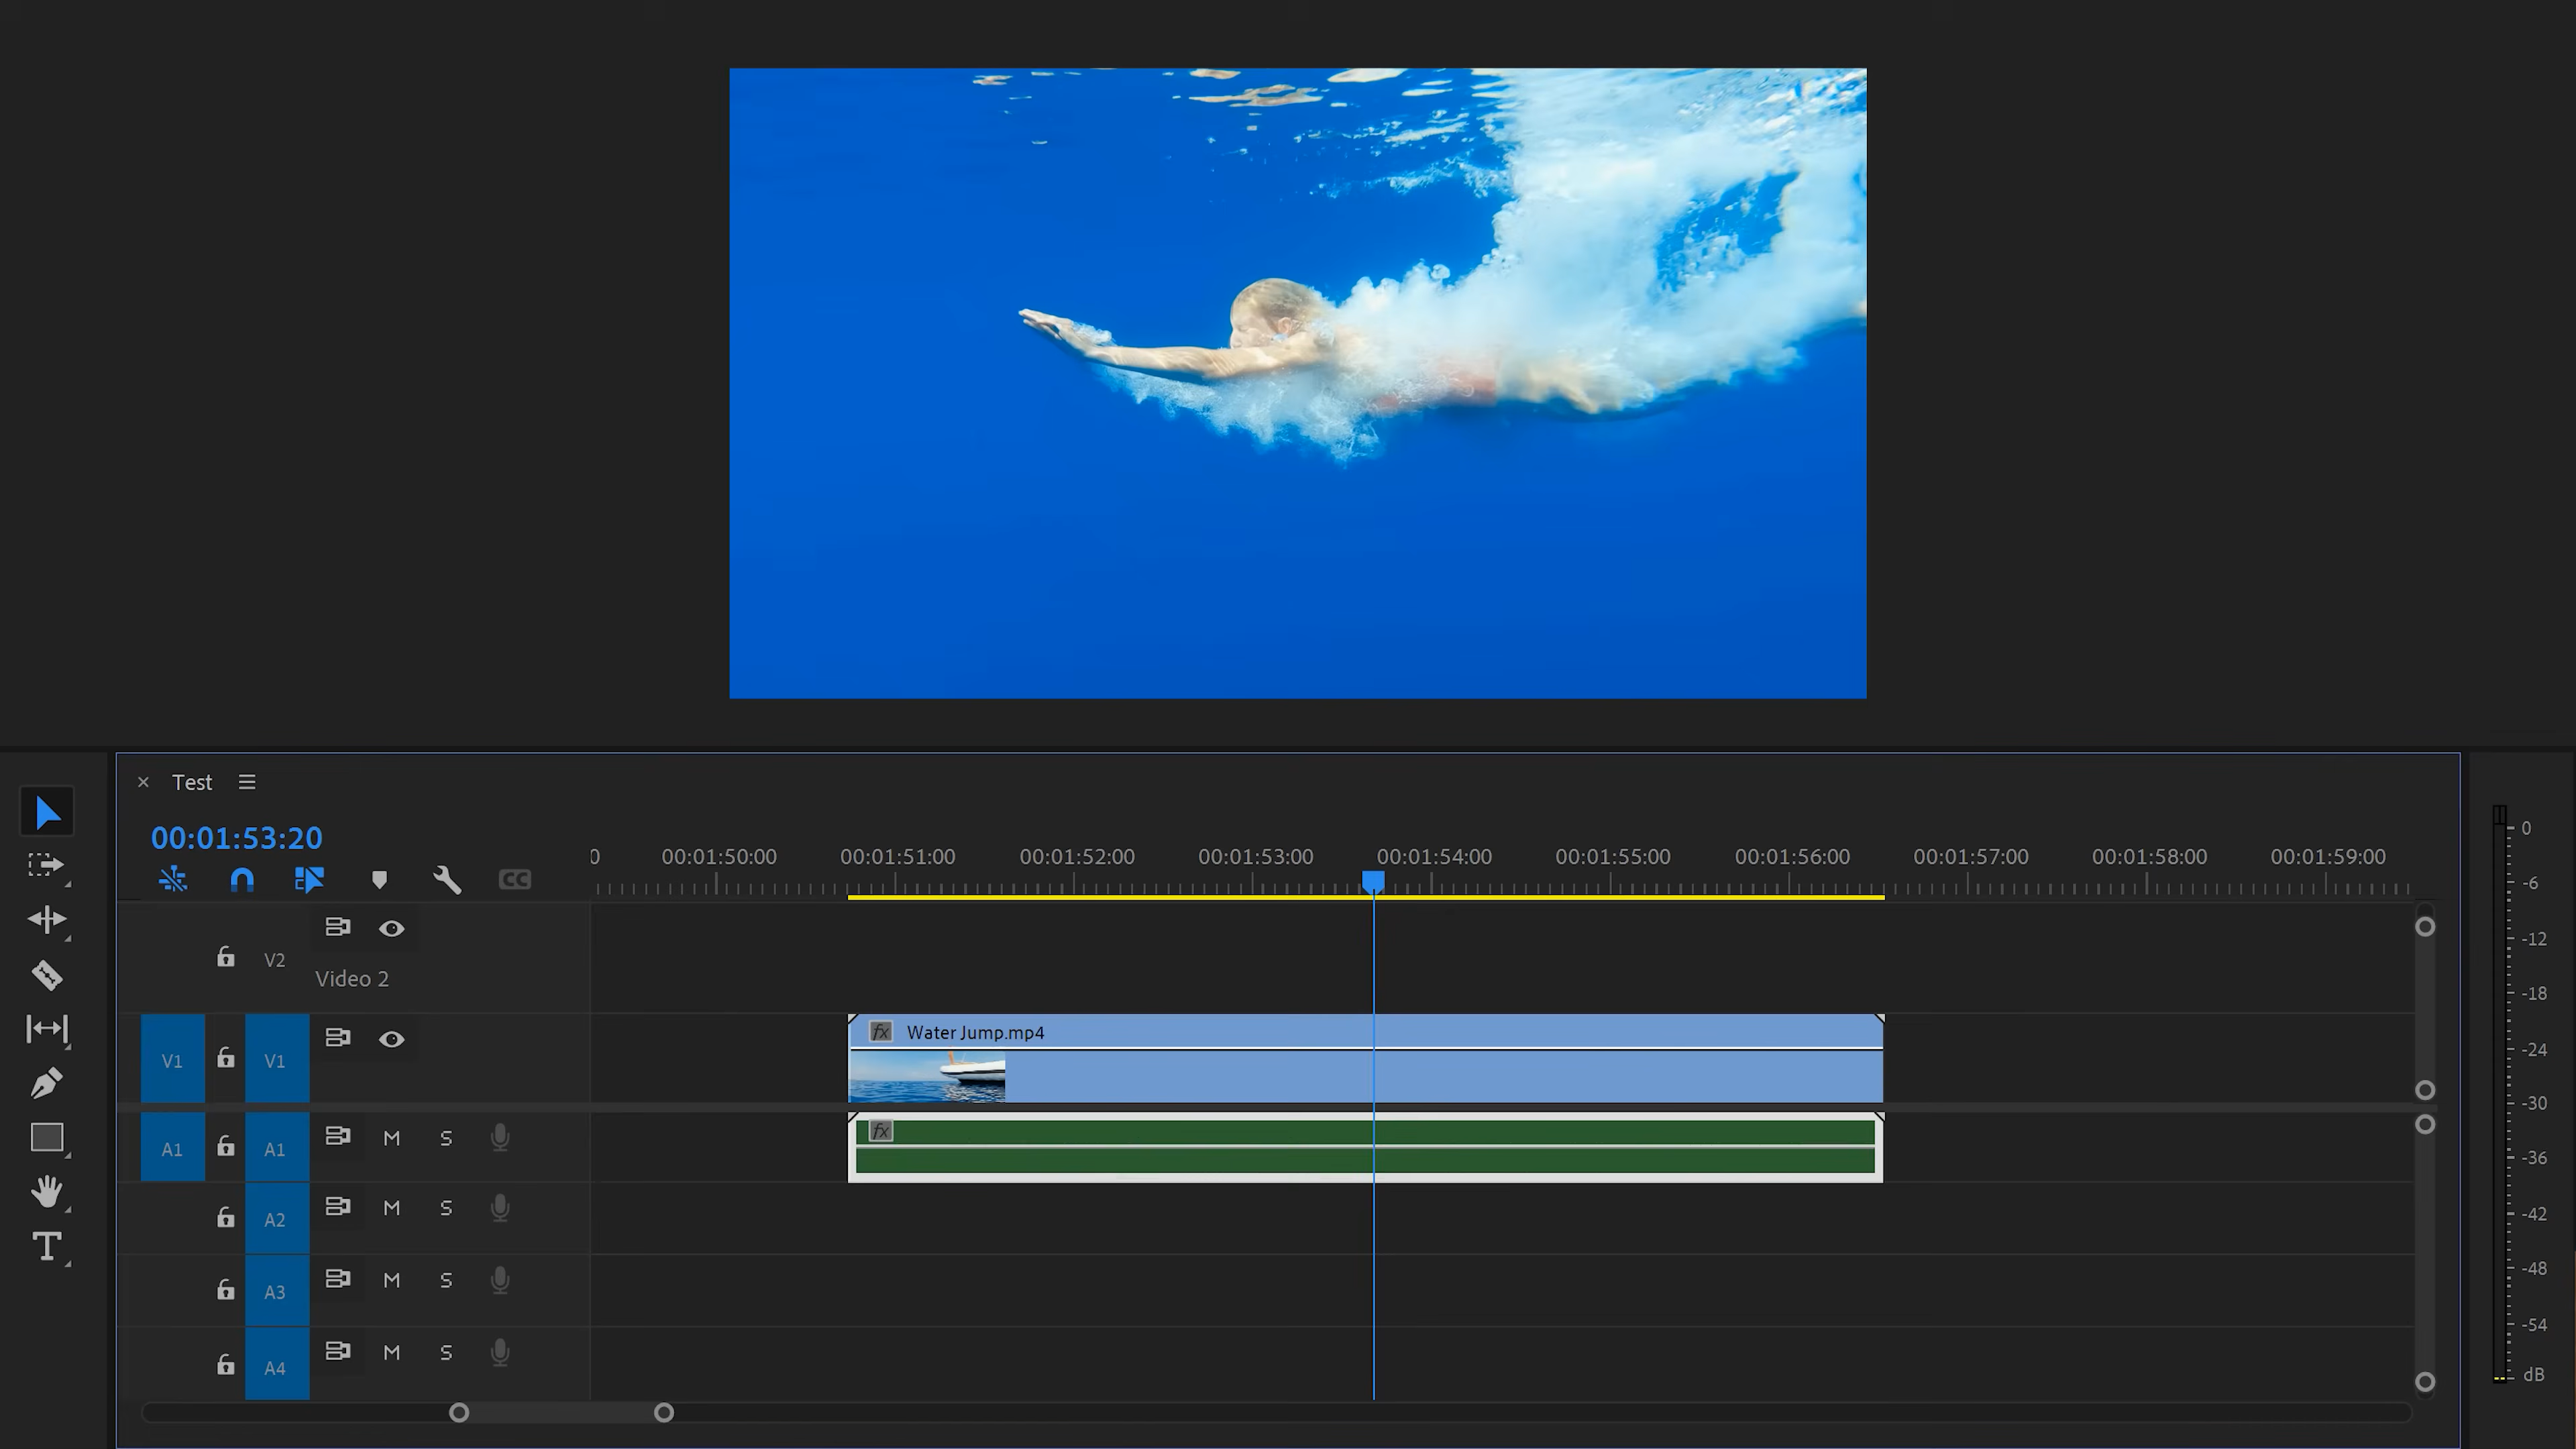 × Test
00:01:53:20
0 00:01:50:00 00:01:51:00 00:01:52:00 00:01:53:00 00:01:54:00 00:01:55:00 00:01:56:00 00:01:57:00 00:01:58:00 00:01:59:00
CC
V2
Video 2
fx Water Jump.mp4
V1 V1
fx
A1 A1 M S
A2 M S
A3 M S
A4 M S
T
0
-6
-12
-18
-24
-30
-36
-42
-48
-54
dB